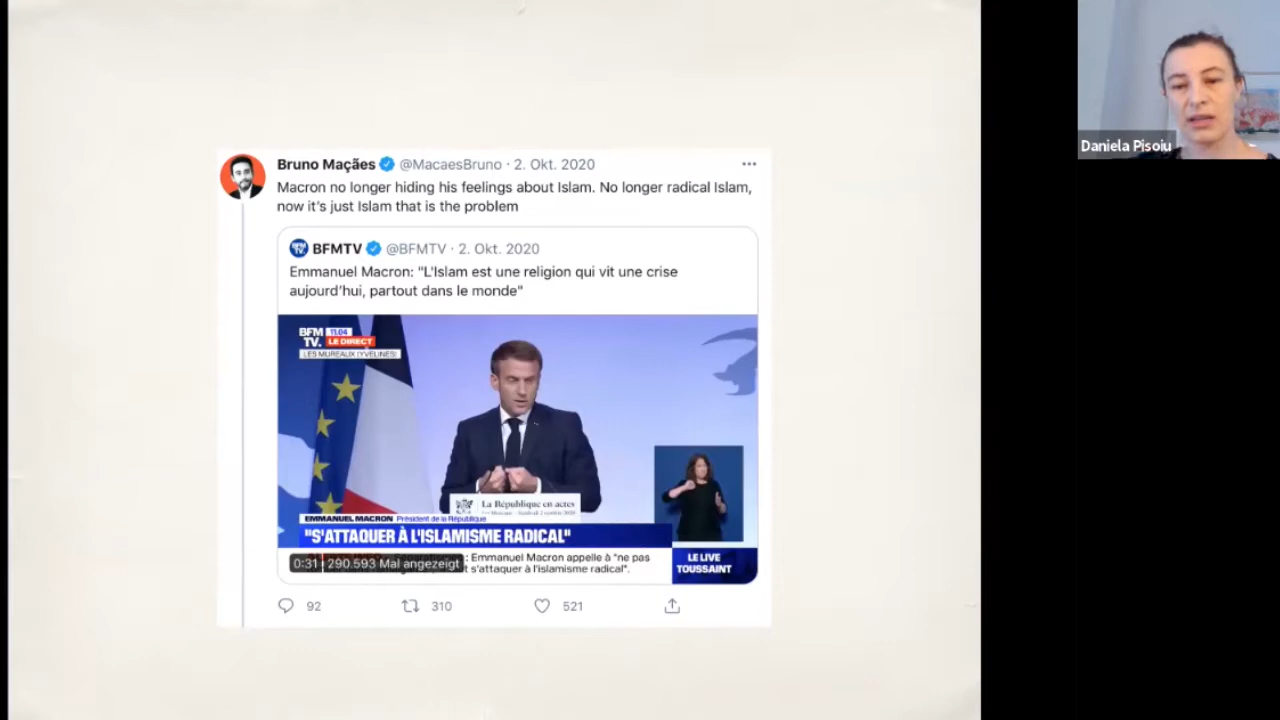 Bruno Maçães @MacaesBruno · 2. Okt. 2020
Macron no longer hiding his feelings about Islam. No longer radical Islam,
now it's just Islam that is the problem
BFMTV @BFMTV · 2. Okt. 2020
Emmanuel Macron: "L'Islam est une religion qui vit une crise
aujourd'hui, partout dans le monde"
BFM 11:04
TV. LE DIRECT
LES MUREAUX (YVELINES)
La République en actes
EMMANUEL MACRON Président de la République
"S'ATTAQUER À L'ISLAMISME RADICAL"
: Emmanuel Macron appelle à "ne pas
0:31 | 290.593 Mal angezeigt t s'attaquer à l'islamisme radical".
LE LIVE
TOUSSAINT
92 310 521
Daniela Pisoiu